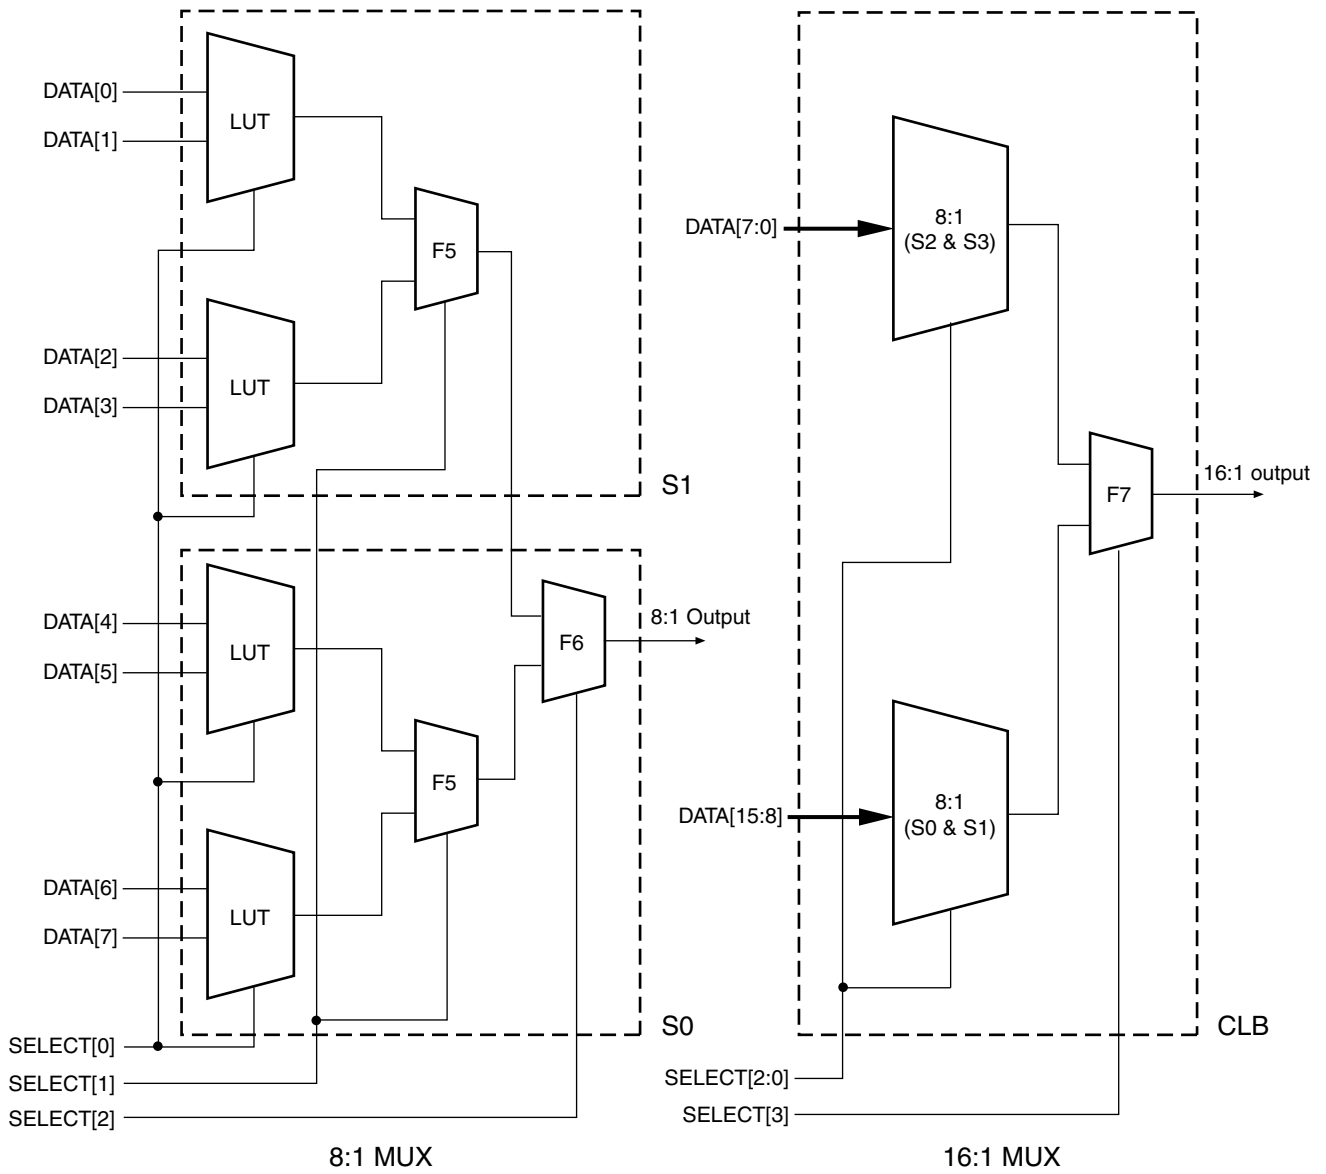 DATA[0]
DATA[1]
LUT
F5
DATA[2]
DATA[3]
LUT
S1
DATA[4]
DATA[5]
LUT
F6
8:1 Output
F5
DATA[6]
DATA[7]
LUT
S0
SELECT[0]
SELECT[1]
SELECT[2]
8:1 MUX
DATA[7:0]
8:1
(S2 & S3)
F7
16:1 output
DATA[15:8]
8:1
(S0 & S1)
CLB
SELECT[2:0]
SELECT[3]
16:1 MUX